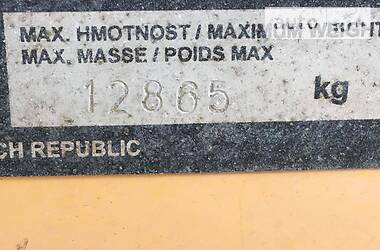 MAX. HMOTNOST / MAXIMUM WEIGHT
MAX. MASSE / POIDS MAX
12865 kg
CH REPUBLIC